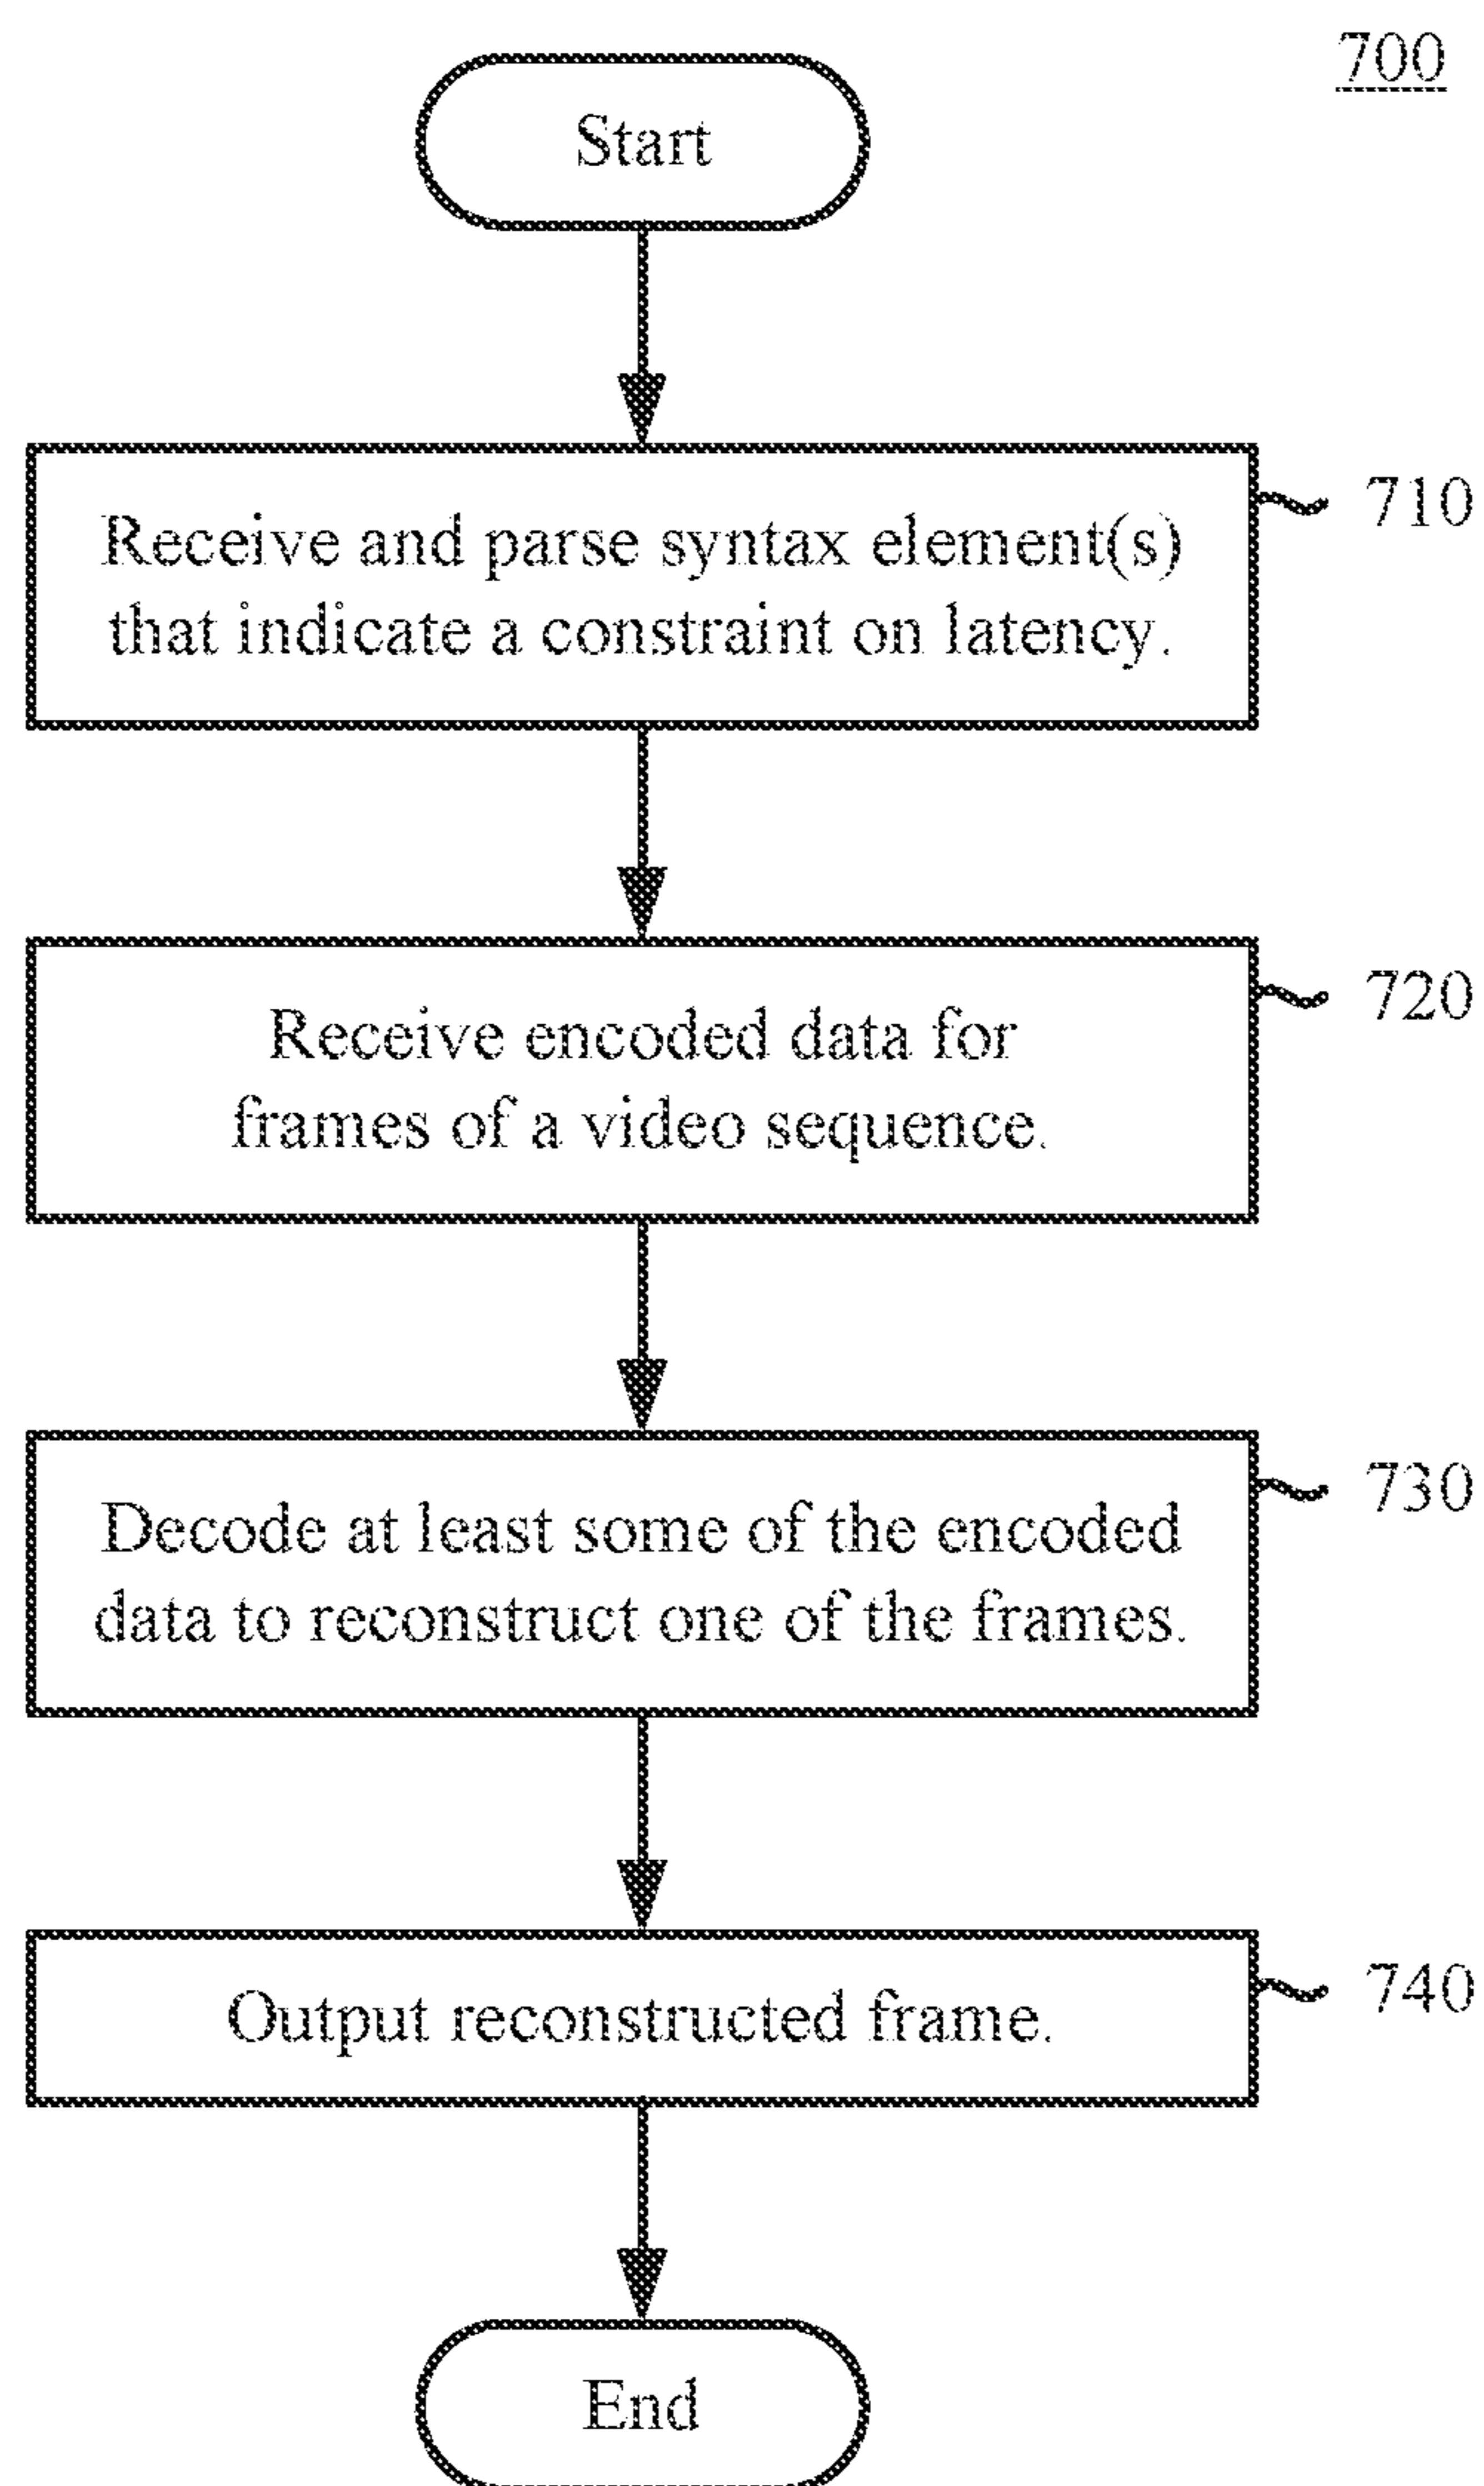 700
Start
Receive and parse syntax element(s)
that indicate a constraint on latency.
710
Receive encoded data for
frames of a video sequence.
720
Decode at least some of the encoded
data to reconstruct one of the frames.
730
Output reconstructed frame.
740
End